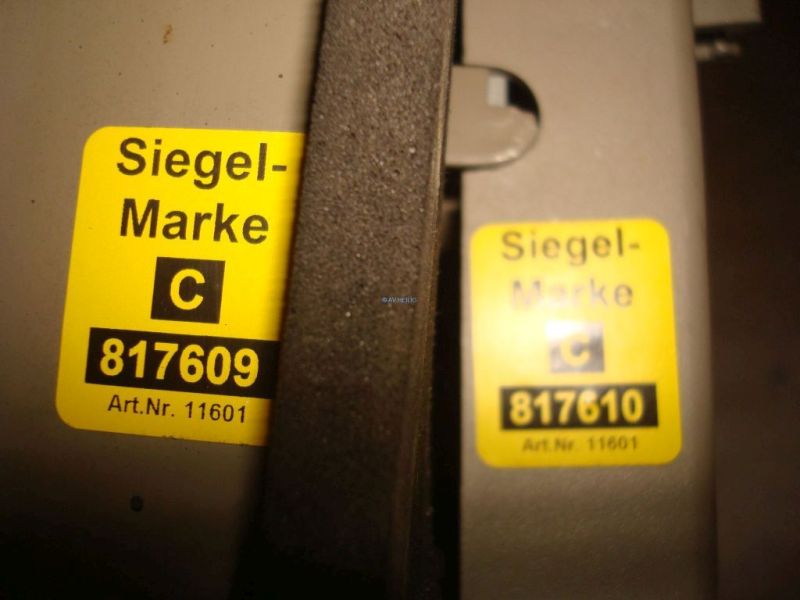 Siegel-
Marke
C
817609
Art.Nr. 11601
Siegel-
Marke
C
817610
Art.Nr. 11601